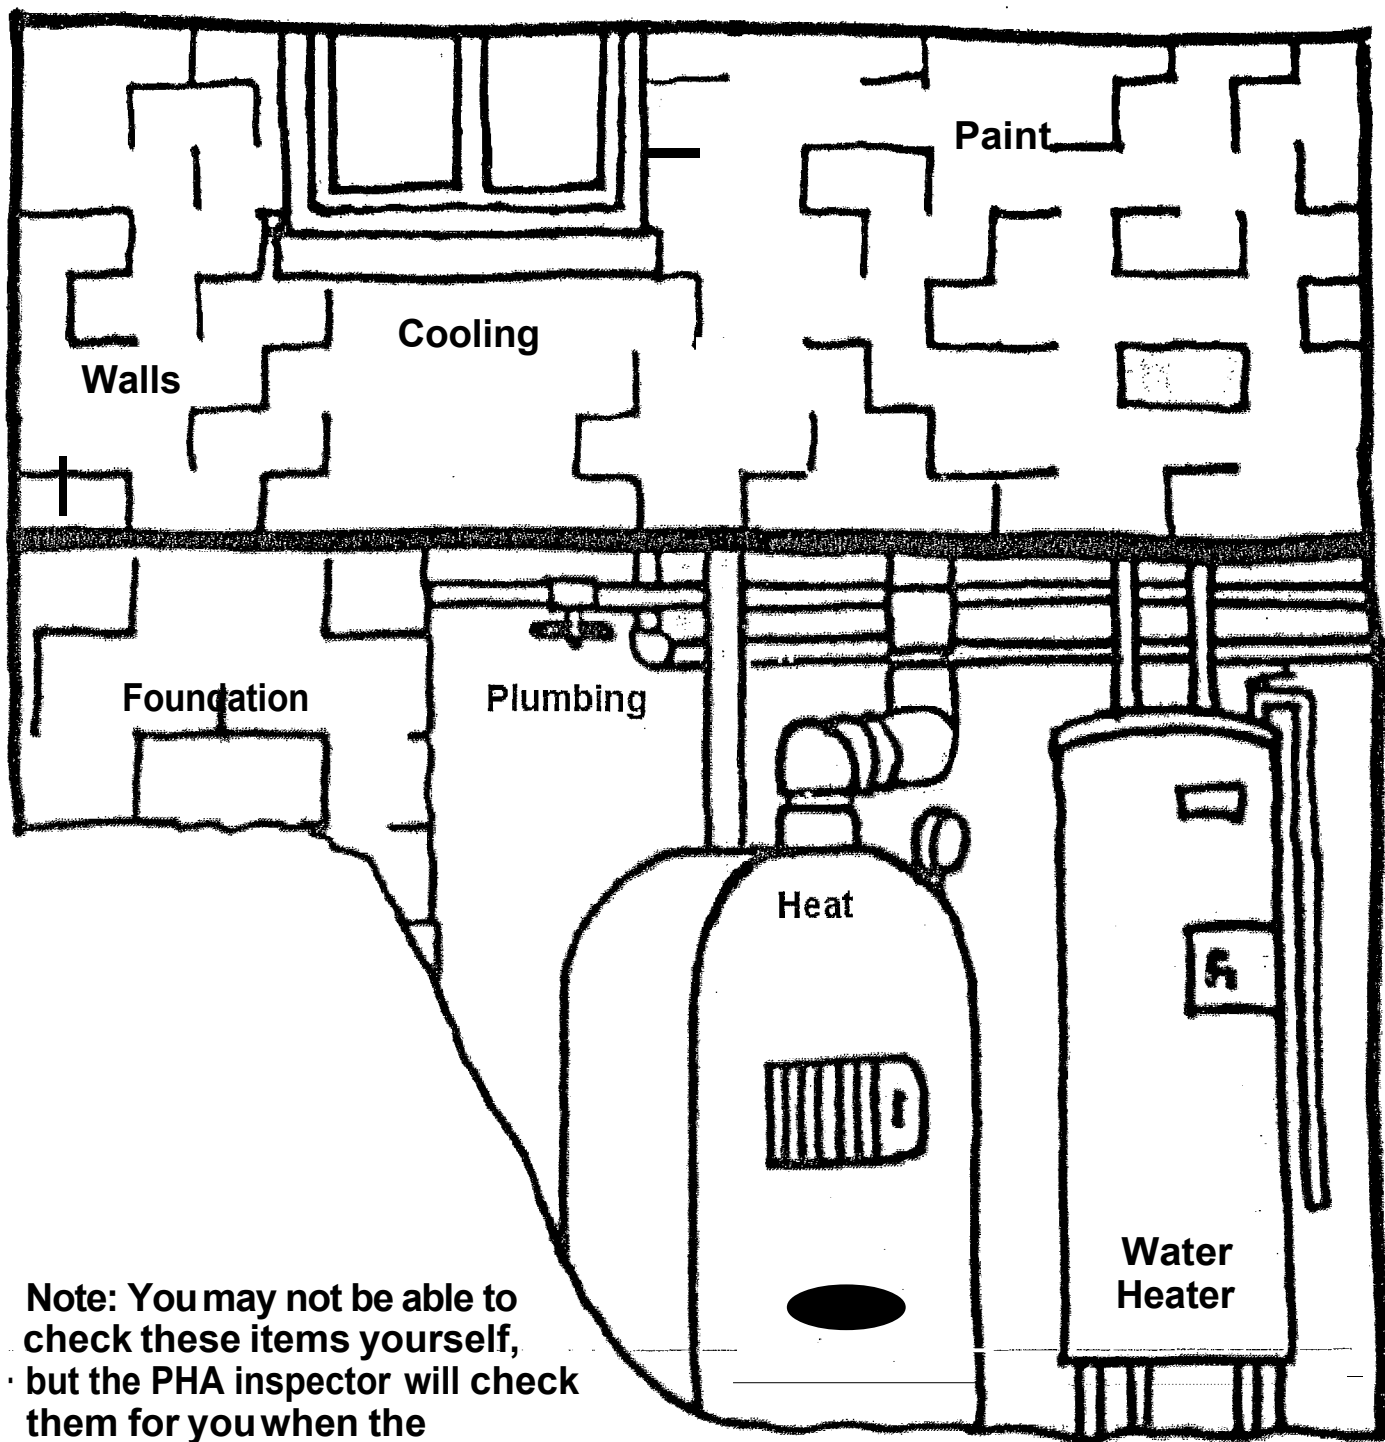 Paint
Cooling
Walls
Foundation
Plumbing
Heat
Water
Heater
Note: You may not be able to
check these items yourself,
but the PHA inspector will check
them for you when the